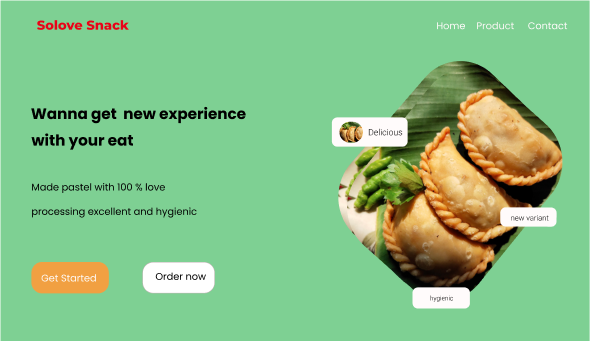 Solove Snack
Home Product Contact
Wanna get new experience
with your eat
Delicious
Made pastel with 100 % love
processing excellent and hygienic
new variant
Get Started
Order now
hygienic